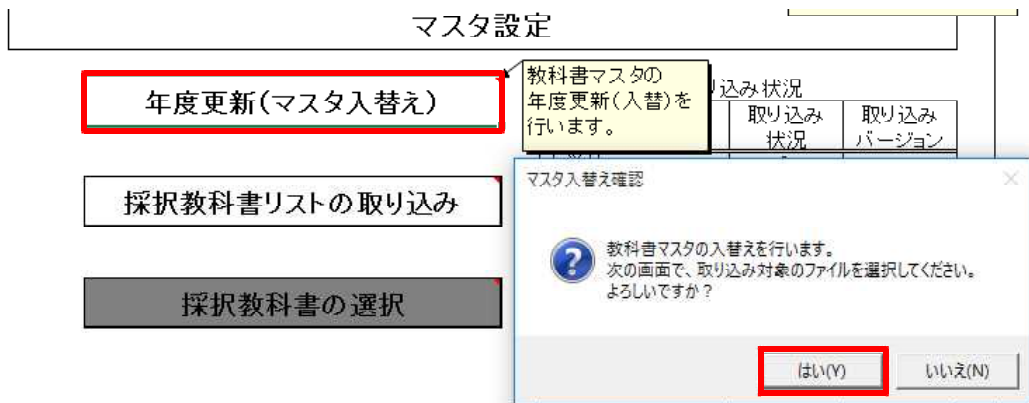 マスタ設定
年度更新(マスタ入替え)
教科書マスタの
年度更新(入替)を
行います。
り込み状況
取り込み
状況
取り込み
バージョン
採択教科書リストの取り込み
採択教科書の選択
マスタ入替え確認
教科書マスタの入替えを行います。
次の画面で、取り込み対象のファイルを選択してください。
よろしいですか？
はい(Y)
いいえ(N)